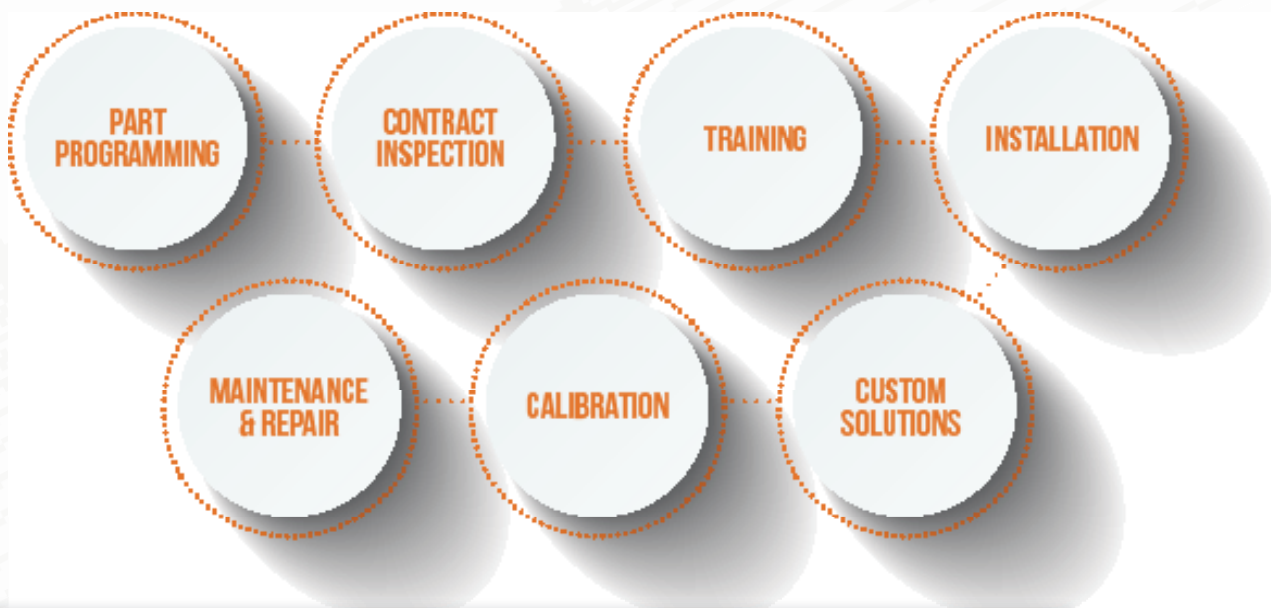 PART
PROGRAMMING
CONTRACT
INSPECTION
TRAINING
INSTALLATION
MAINTENANCE
& REPAIR
CALIBRATION
CUSTOM
SOLUTIONS